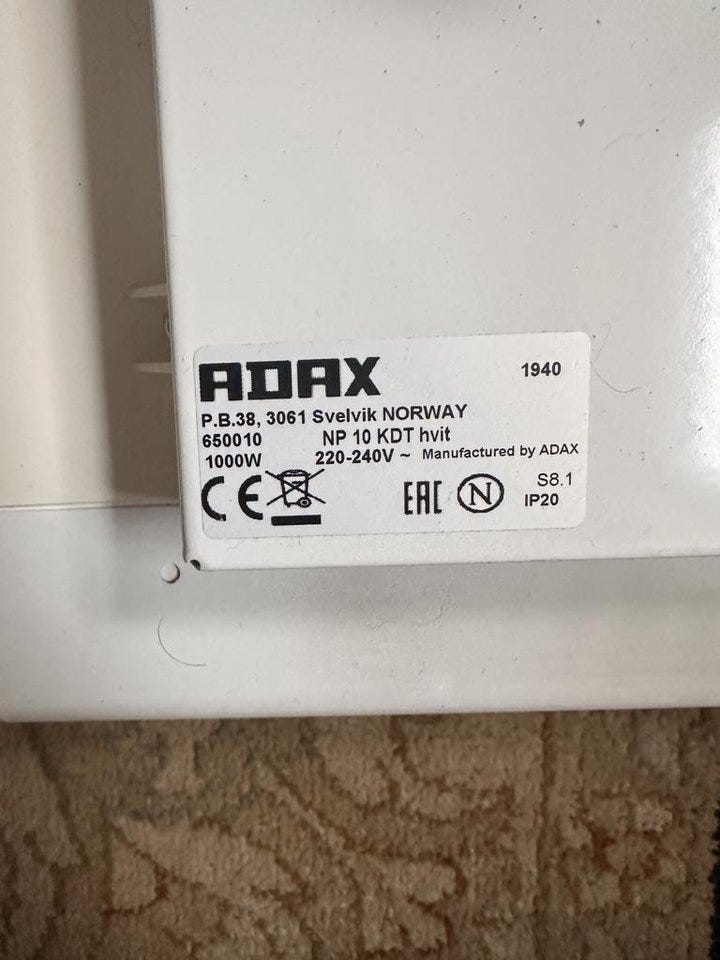 ADAX 1940
P.B.38, 3061 Svelvik NORWAY
650010 NP 10 KDT hvit
1000W 220-240V ~ Manufactured by ADAX
CE EAC N S8.1
IP20